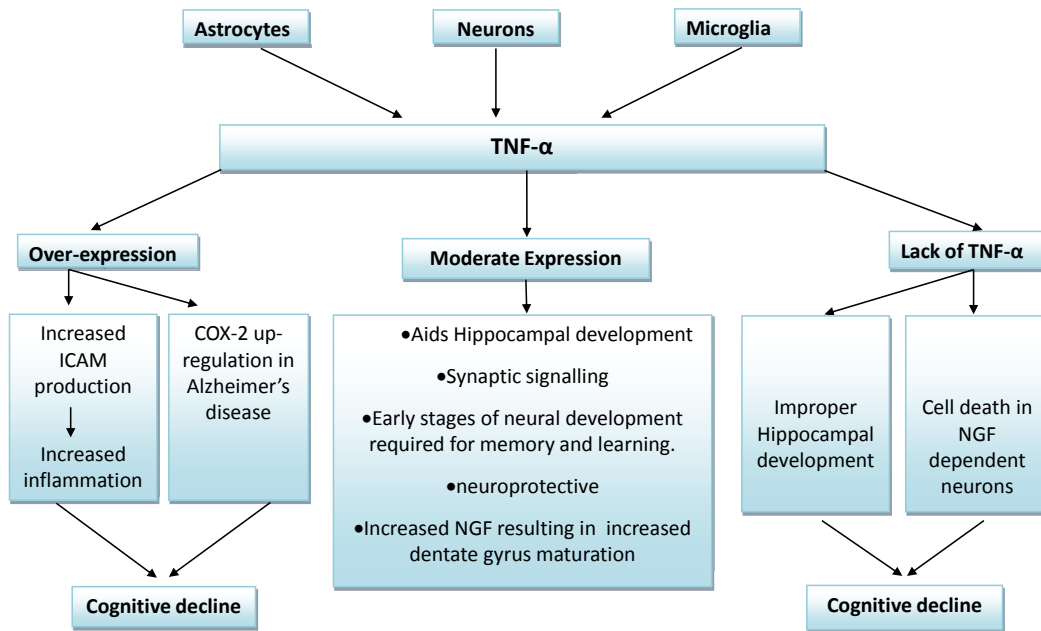 Astrocytes
Neurons
Microglia
TNF-α
Over-expression
Moderate Expression
Lack of TNF-α
Increased
ICAM
production
Increased
inflammation
COX-2 up-
regulation in
Alzheimer’s
disease
•Aids Hippocampal development
•Synaptic signalling
•Early stages of neural development
required for memory and learning.
•neuroprotective
•Increased NGF resulting in increased
dentate gyrus maturation
Improper
Hippocampal
development
Cell death in
NGF
dependent
neurons
Cognitive decline
Cognitive decline